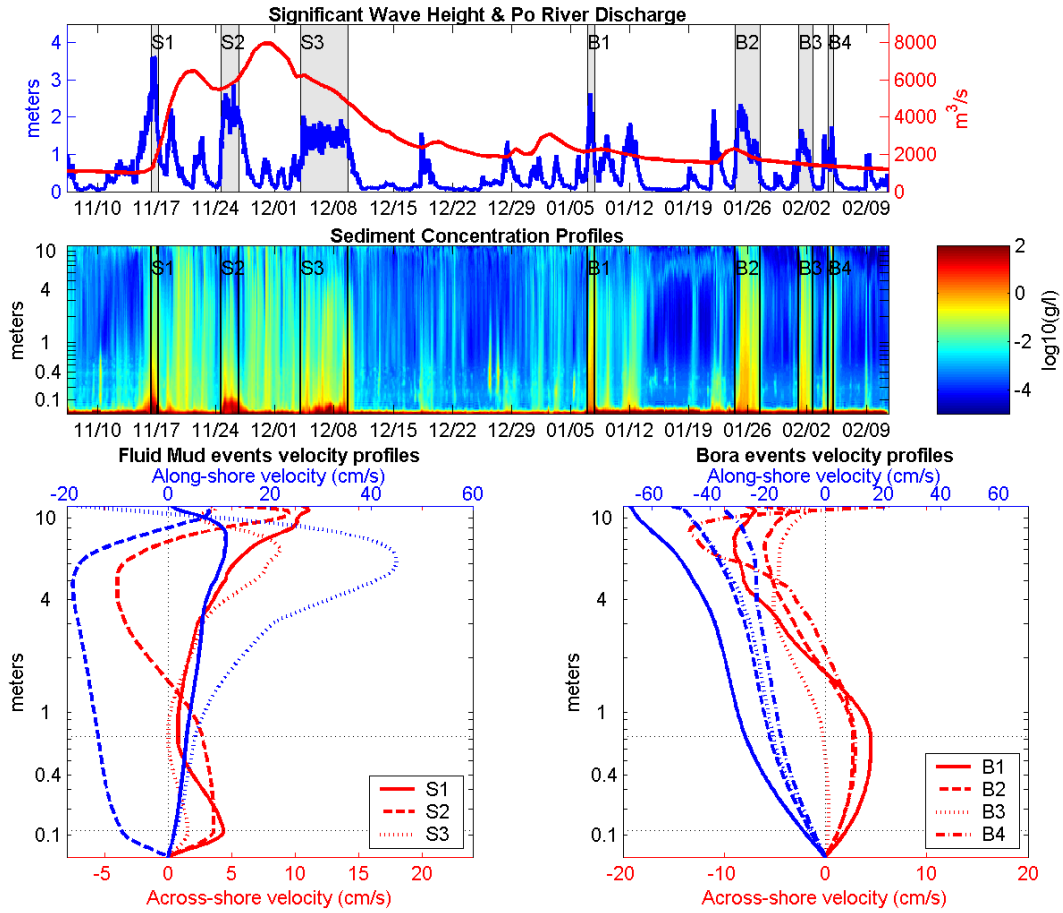 Significant Wave Height & Po River Discharge
S1 S2 S3 B1 B2 B3 B4
4 3 2 1 0
meters
8000 6000 4000 2000 0
m³/s
11/10 11/17 11/24 12/01 12/08 12/15 12/22 12/29 01/05 01/12 01/19 01/26 02/02 02/09
Sediment Concentration Profiles
S1 S2 S3 B1 B2 B3 B4
10 4 1 0.4 0.1
meters
2 0 -2 -4
log10(g/l)
11/10 11/17 11/24 12/01 12/08 12/15 12/22 12/29 01/05 01/12 01/19 01/26 02/02 02/09
Fluid Mud events velocity profiles
Along-shore velocity (cm/s)
-20 0 20 40 60
10 4 1 0.4 0.1
meters
S1
S2
S3
-5 0 5 10 15 20
Across-shore velocity (cm/s)
Bora events velocity profiles
Along-shore velocity (cm/s)
-60 -40 -20 0 20 40 60
10 4 1 0.4 0.1
meters
B1
B2
B3
B4
-20 -10 0 10 20
Across-shore velocity (cm/s)